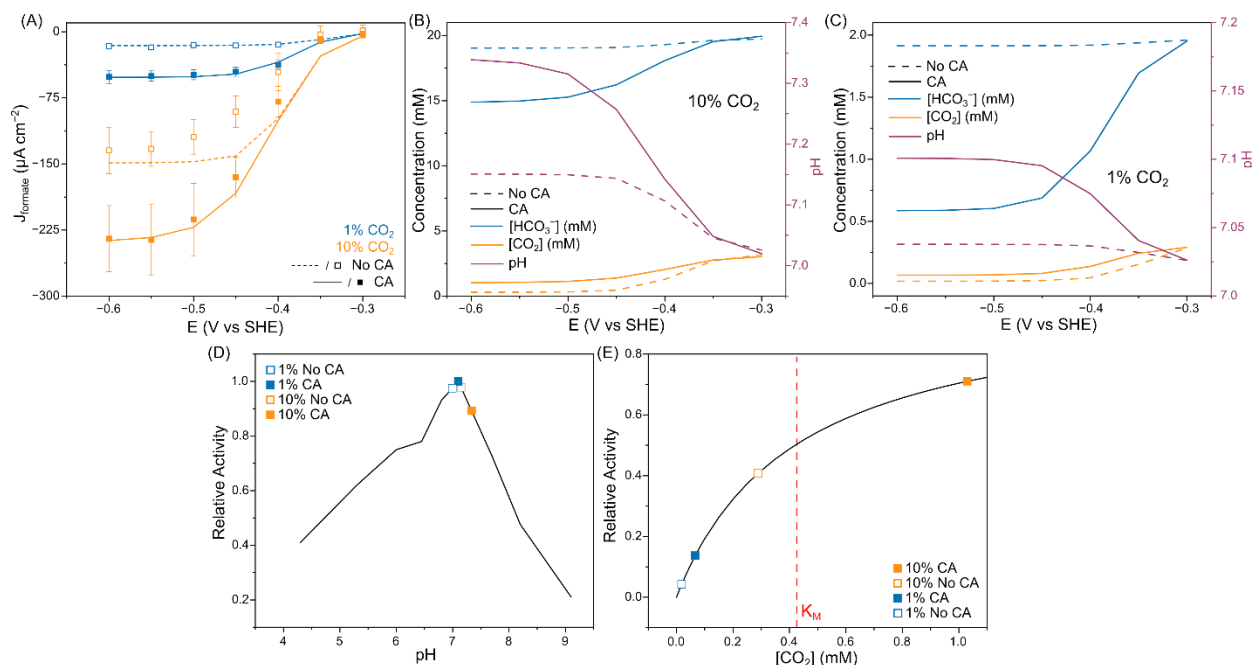 (A)
0
−75
−150
−225
−300
J formate (µA cm⁻²)
−0.6 −0.5 −0.4 −0.3
E (V vs SHE)
1% CO₂
10% CO₂
/ No CA
/ CA
(B)
20
15
10
5
0
Concentration (mM)
7.4
7.3
7.2
7.1
7.0
pH
10% CO₂
No CA
CA
[HCO₃⁻] (mM)
[CO₂] (mM)
pH
−0.6 −0.5 −0.4 −0.3
E (V vs SHE)
(C)
2.0
1.5
1.0
0.5
0.0
Concentration (mM)
7.20
7.10
7.03
7.0
pH
No CA
CA
[HCO₃⁻] (mM)
[CO₂] (mM)
pH
1% CO₂
−0.6 −0.5 −0.4 −0.3
E (V vs SHE)
(D)
1.0
0.8
0.6
0.4
0.2
Relative Activity
1% No CA
1% CA
10% No CA
10% CA
4 5 6 7 8 9
pH
(E)
0.8
0.6
0.4
0.2
0.0
Relative Activity
K_M
10% CA
10% No CA
1% CA
1% No CA
0.0 0.2 0.4 0.6 0.8 1.0
[CO₂] (mM)